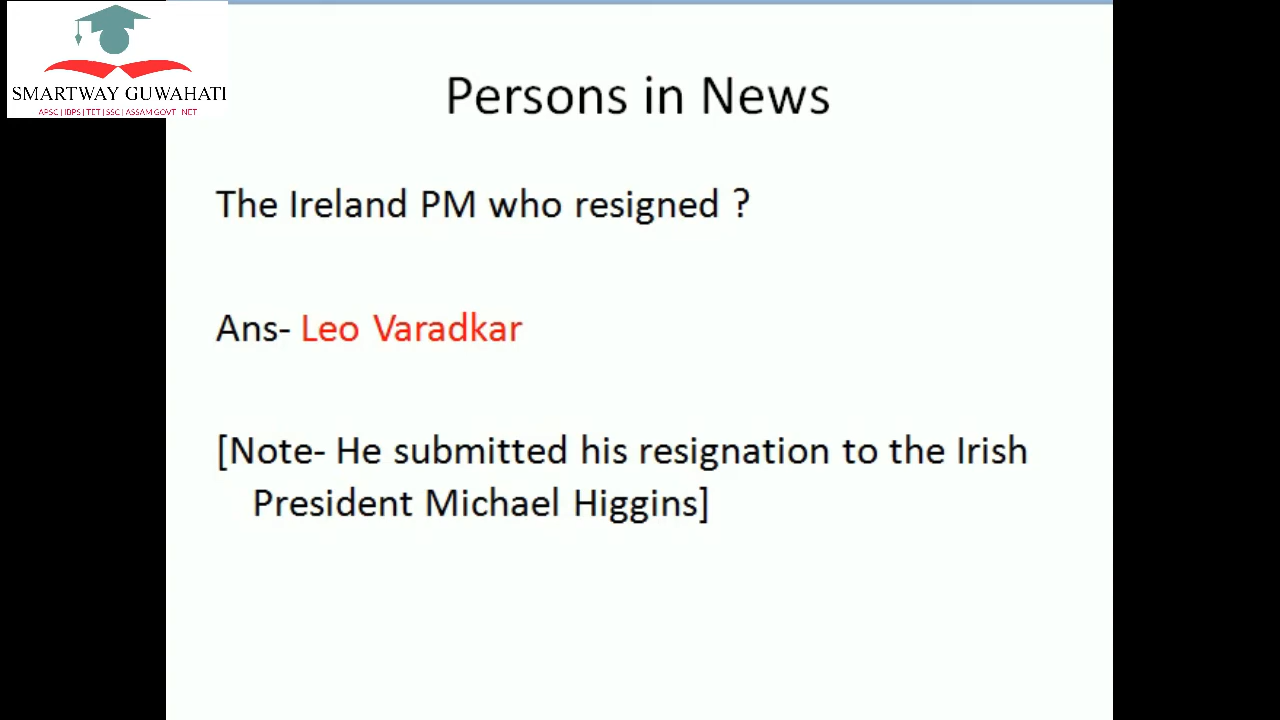 SMARTWAY GUWAHATI
APSC | IBPS | TET | SSC | ASSAM GOVT NET
Persons in News
The Ireland PM who resigned ?
Ans- Leo Varadkar
[Note- He submitted his resignation to the Irish
President Michael Higgins]